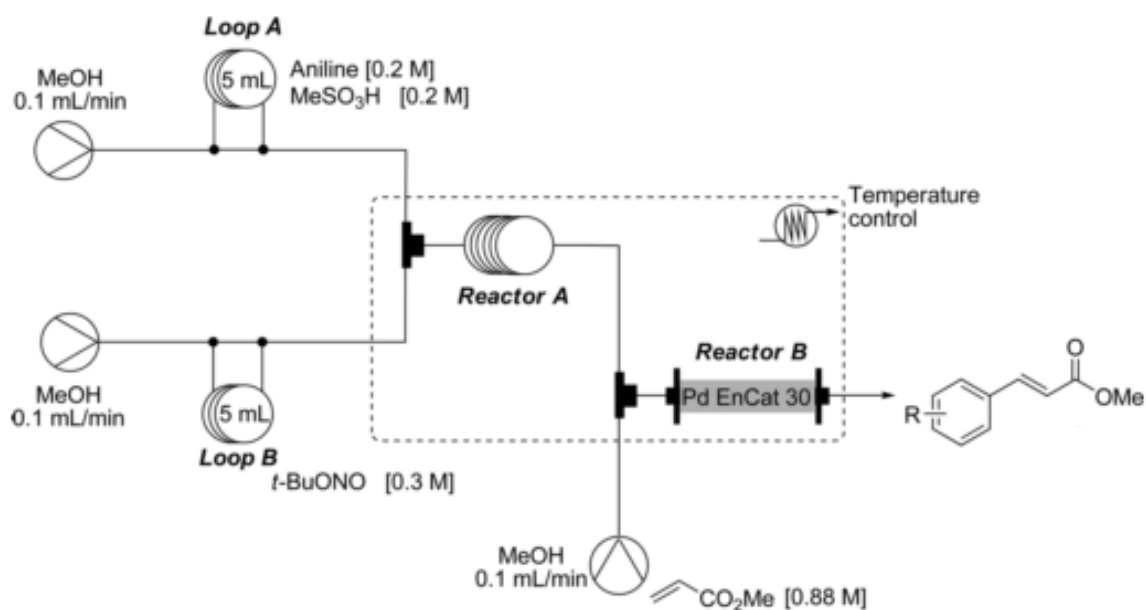 Loop A
MeOH
0.1 mL/min
5 mL
Aniline [0.2 M]
MeSO3H [0.2 M]
Temperature
control
Reactor A
MeOH
0.1 mL/min
5 mL
Loop B
t-BuONO [0.3 M]
Reactor B
Pd EnCat 30
R
O
OMe
MeOH
0.1 mL/min
CO2Me [0.88 M]